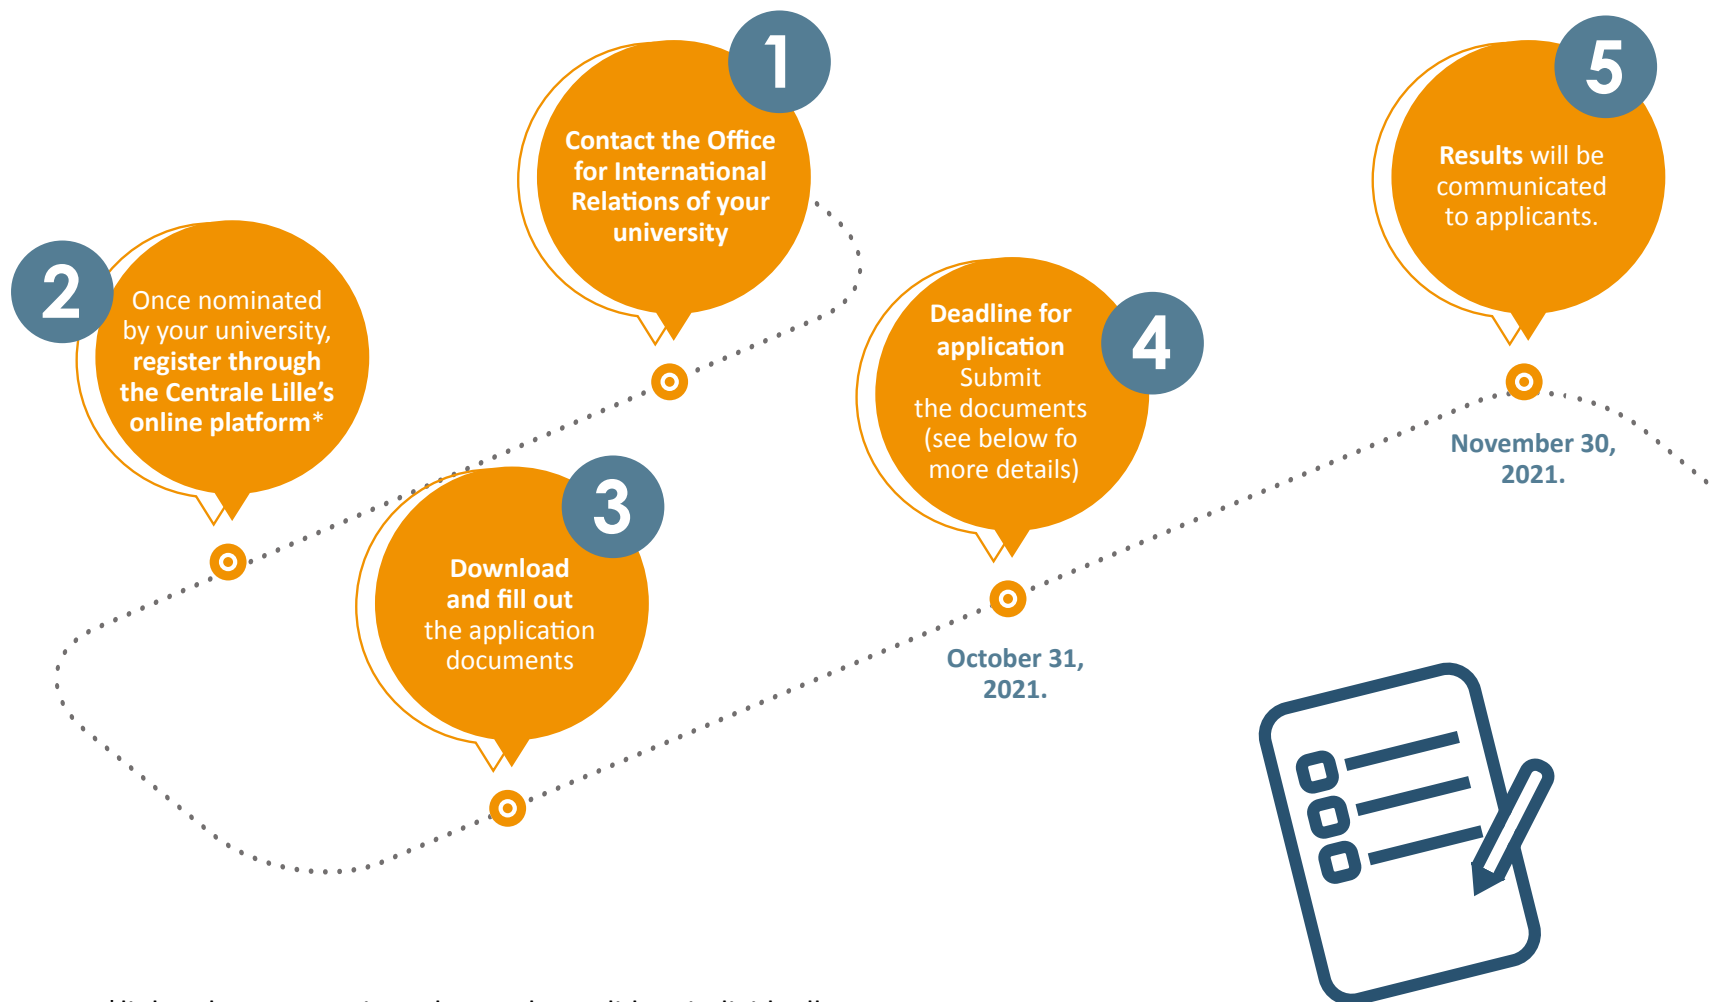 1
Contact the Office
for International
Relations of your
university
2
Once nominated
by your university,
register through
the Centrale Lille's
online platform*
3
Download
and fill out
the application
documents
4
Deadline for
application
Submit
the documents
(see below fo
more details)
October 31,
2021.
5
Results will be
communicated
to applicants.
November 30,
2021.